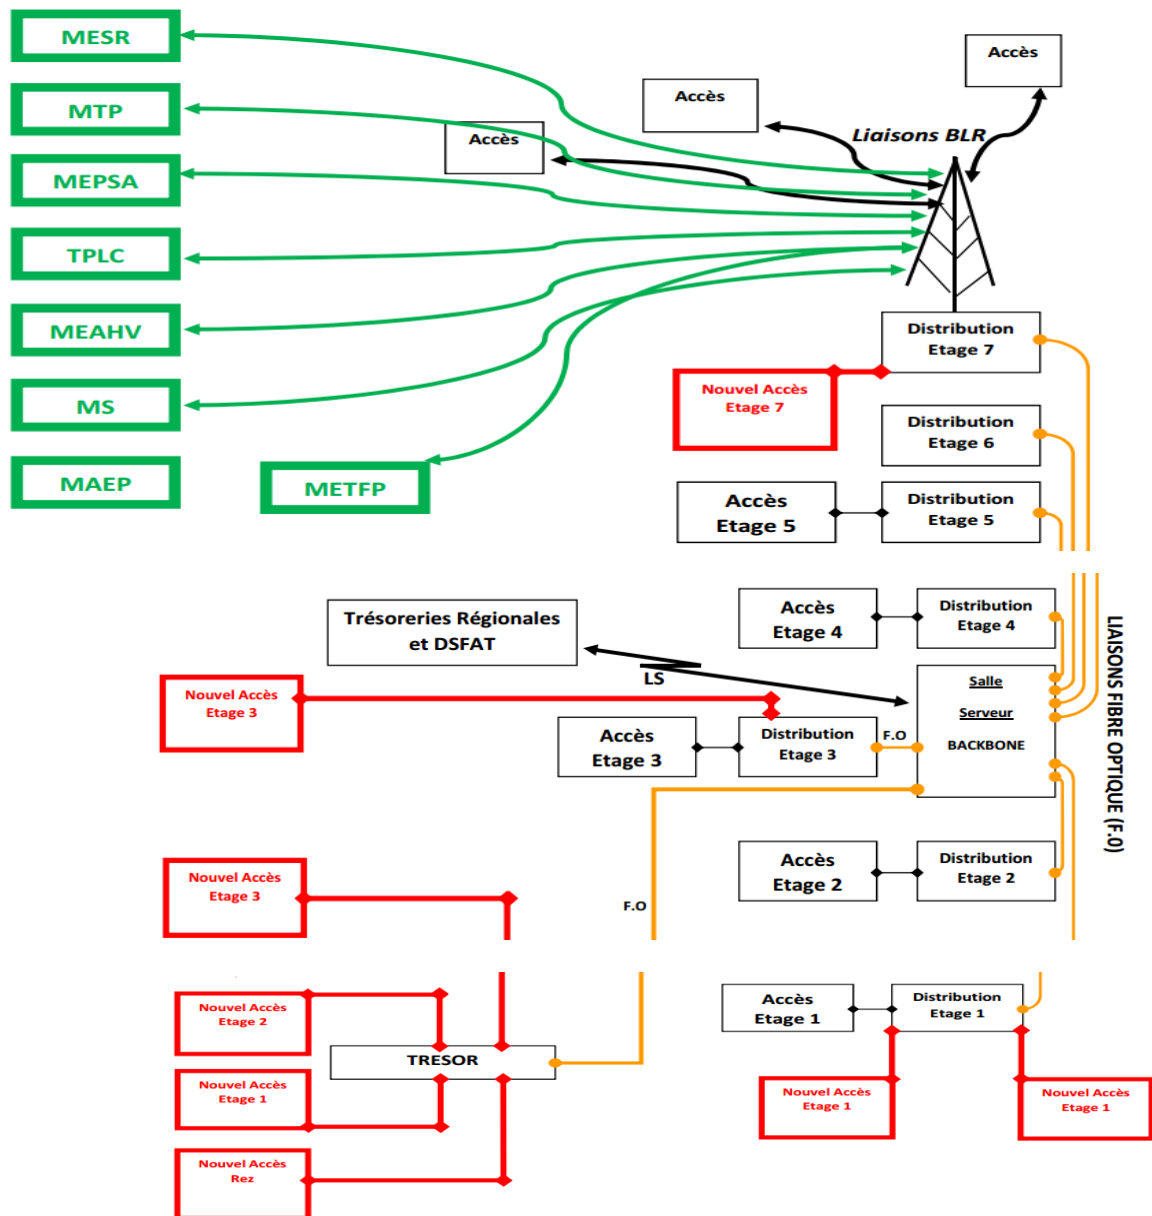 MESR
Accès
Accès
MTP
Liaisons BLR
Accès
MEPSA
TPLC
MEAHV
Distribution
Etage 7
MS
Nouvel Accès
Etage 7
Distribution
Etage 6
MAEP
METFP
Accès
Etage 5
Distribution
Etage 5
Trésoreries Régionales
et DSFAT
Accès
Etage 4
Distribution
Etage 4
LIAISONS FIBRE OPTIQUE (F.0)
LS
Salle
Serveur
BACKBONE
Nouvel Accès
Etage 3
Accès
Etage 3
Distribution
Etage 3
F.O
Nouvel Accès
Etage 3
Accès
Etage 2
Distribution
Etage 2
F.O
Nouvel Accès
Etage 2
Accès
Etage 1
Distribution
Etage 1
TRESOR
Nouvel Accès
Etage 1
Nouvel Accès
Etage 1
Nouvel Accès
Etage 1
Nouvel Accès
Rez